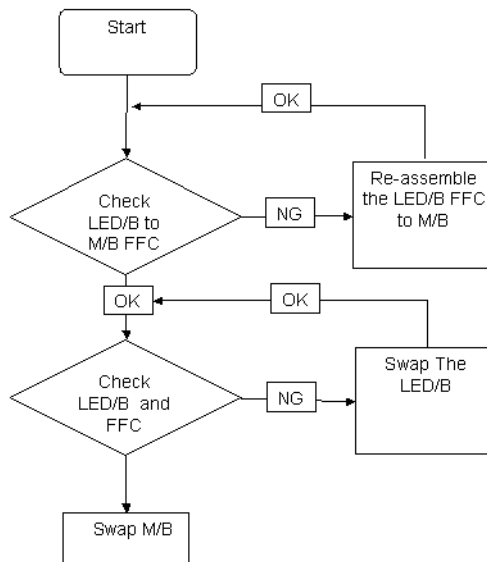 Start
OK
Check
LED/B to
M/B FFC
NG
Re-assemble
the LED/B FFC
to M/B
OK
OK
Check
LED/B and
FFC
NG
Swap The
LED/B
Swap M/B